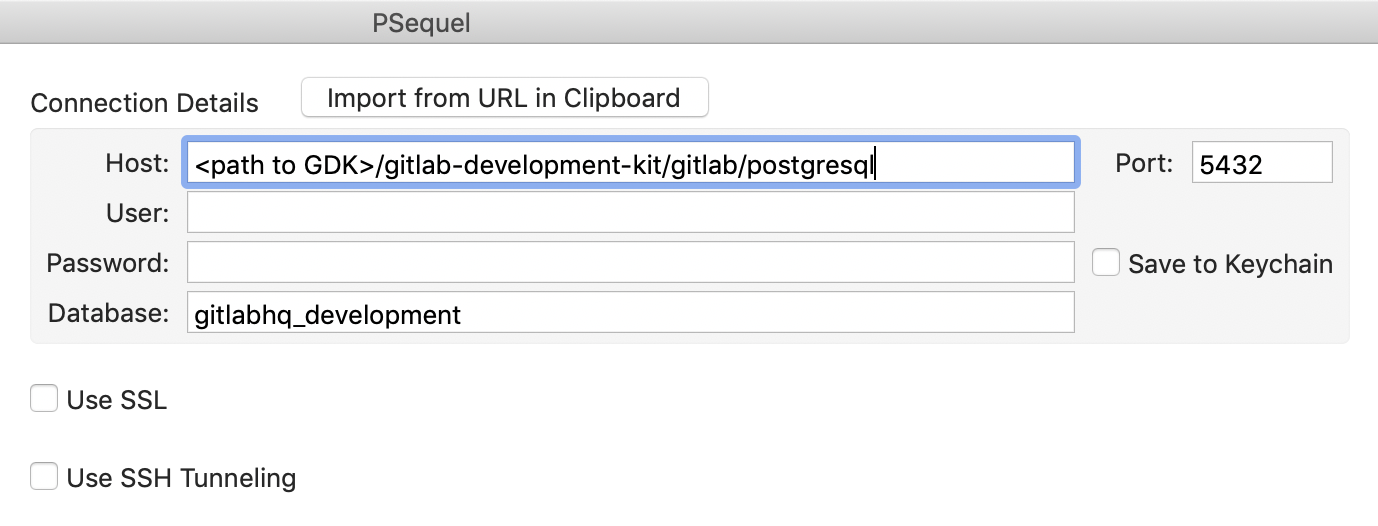 PSequel
Connection Details
Import from URL in Clipboard
Host: <path to GDK>/gitlab-development-kit/gitlab/postgresql Port: 5432
User:
Password: Save to Keychain
Database: gitlabhq_development
Use SSL
Use SSH Tunneling